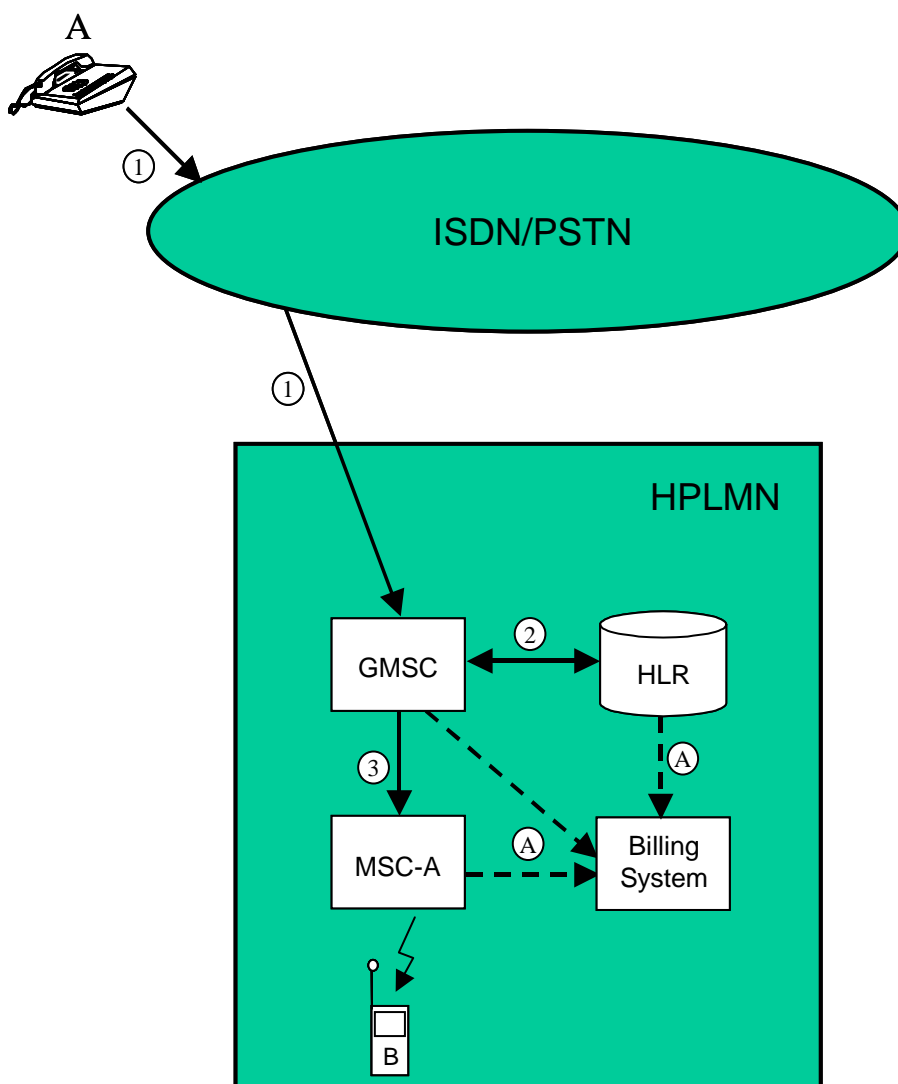 A
1
ISDN/PSTN
1
HPLMN
GMSC
2
HLR
3
A
MSC-A
A
Billing
System
B